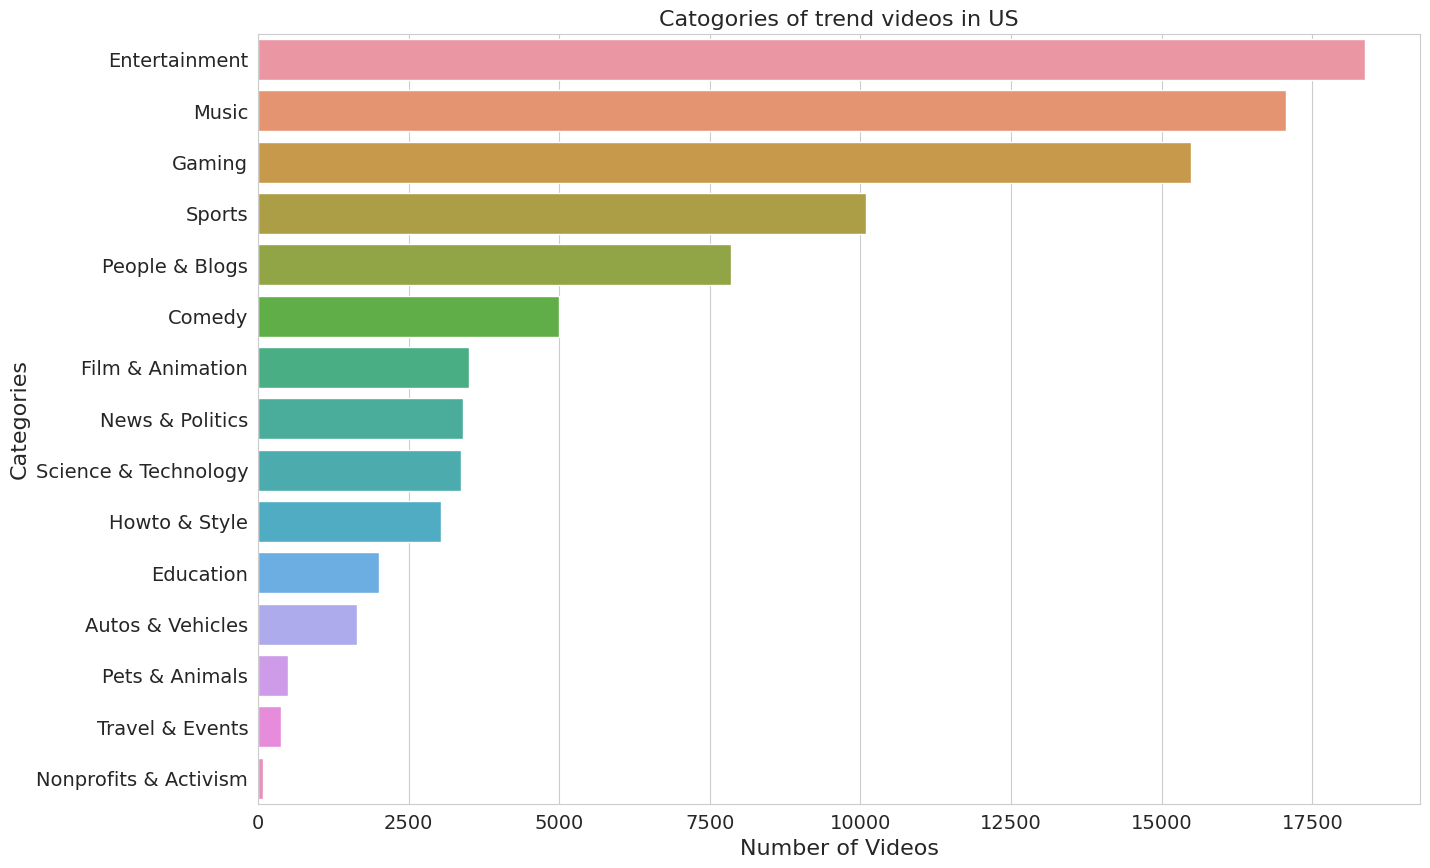 Catogories of trend videos in US
Entertainment
Music
Gaming
Sports
People & Blogs
Comedy
Film & Animation
News & Politics
Science & Technology
Howto & Style
Education
Autos & Vehicles
Pets & Animals
Travel & Events
Nonprofits & Activism
Categories
0 2500 5000 7500 10000 12500 15000 17500
Number of Videos